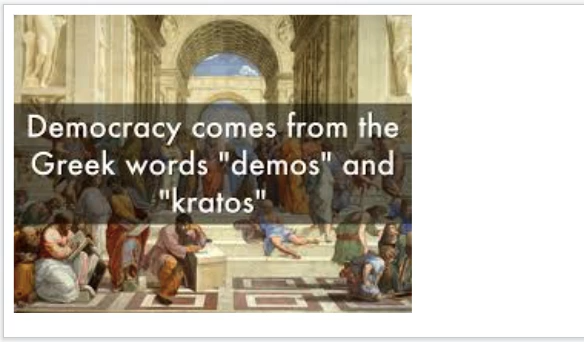 Democracy comes from the
Greek words "demos" and
"kratos"